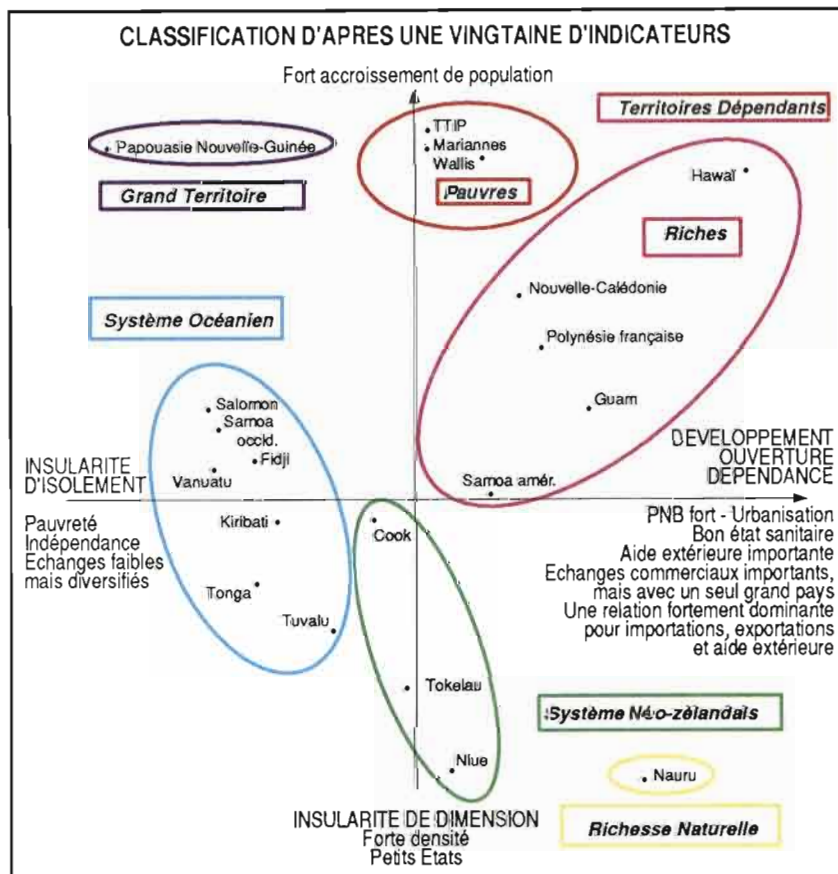 CLASSIFICATION D'APRES UNE VINGTAINE D'INDICATEURS
Fort accroissement de population
Territoires Dépendants
TTIP
Papouasie Nouvelle-Guinée
Mariannes
Wallis
Hawaï
Grand Territoire
Pauvres
Riches
Nouvelle-Calédonie
Système Océanien
Polynésie française
Salomon
Guam
Samoa
occid.
Fidji
Vanuatu
INSULARITE
D'ISOLEMENT
Samoa amér.
DEVELOPPEMENT
OUVERTURE
DEPENDANCE
Pauvreté
Indépendance
Echanges faibles
mais diversifiés
Kiribati
Cook
Tonga
Tuvalu
PNB fort - Urbanisation
Bon état sanitaire
Aide extérieure importante
Echanges commerciaux importants,
mais avec un seul grand pays
Une relation fortement dominante
pour importations, exportations
et aide extérieure
Tokelau
Système Néo-zélandais
Niue
Nauru
INSULARITE DE DIMENSION
Forte densité
Petits Etats
Richesse Naturelle